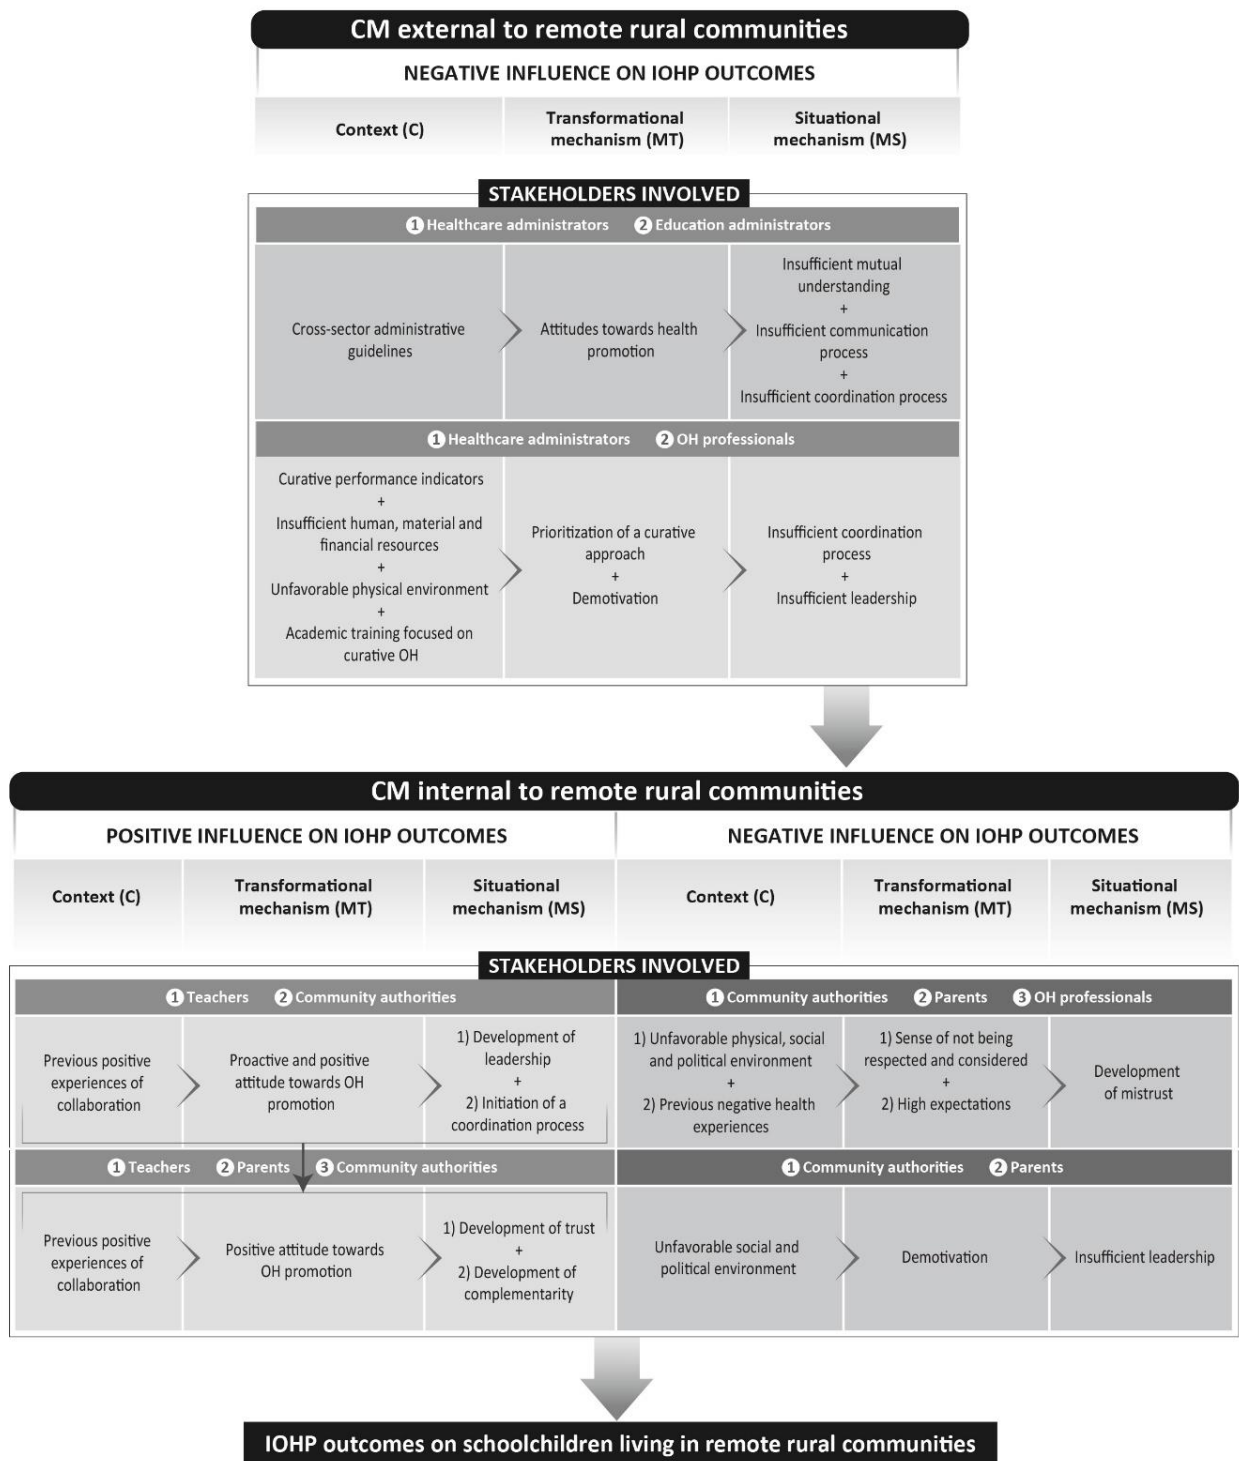 CM external to remote rural communities
NEGATIVE INFLUENCE ON IOHP OUTCOMES
Context (C)
Transformational
mechanism (MT)
Situational
mechanism (MS)
STAKEHOLDERS INVOLVED
1 Healthcare administrators 2 Education administrators
Cross-sector administrative
guidelines
Attitudes towards health
promotion
Insufficient mutual
understanding
+
Insufficient communication
process
+
Insufficient coordination process
1 Healthcare administrators 2 OH professionals
Curative performance indicators
+
Insufficient human, material and
financial resources
+
Unfavorable physical environment
+
Academic training focused on
curative OH
Prioritization of a curative
approach
+
Demotivation
Insufficient coordination
process
+
Insufficient leadership
CM internal to remote rural communities
POSITIVE INFLUENCE ON IOHP OUTCOMES
Context (C)
Transformational
mechanism (MT)
Situational
mechanism (MS)
NEGATIVE INFLUENCE ON IOHP OUTCOMES
Context (C)
Transformational
mechanism (MT)
Situational
mechanism (MS)
STAKEHOLDERS INVOLVED
1 Teachers 2 Community authorities
Previous positive
experiences of
collaboration
Proactive and positive
attitude towards OH
promotion
1) Development of
leadership
+
2) Initiation of a
coordination process
1 Community authorities 2 Parents 3 OH professionals
1) Unfavorable physical, social
and political environment
+
2) Previous negative health
experiences
1) Sense of not being
respected and considered
+
2) High expectations
Development
of mistrust
1 Teachers 2 Parents 3 Community authorities
Previous positive
experiences of
collaboration
Positive attitude towards
OH promotion
1) Development of trust
+
2) Development of
complementarity
1 Community authorities 2 Parents
Unfavorable social and
political environment
Demotivation
Insufficient leadership
IOHP outcomes on schoolchildren living in remote rural communities